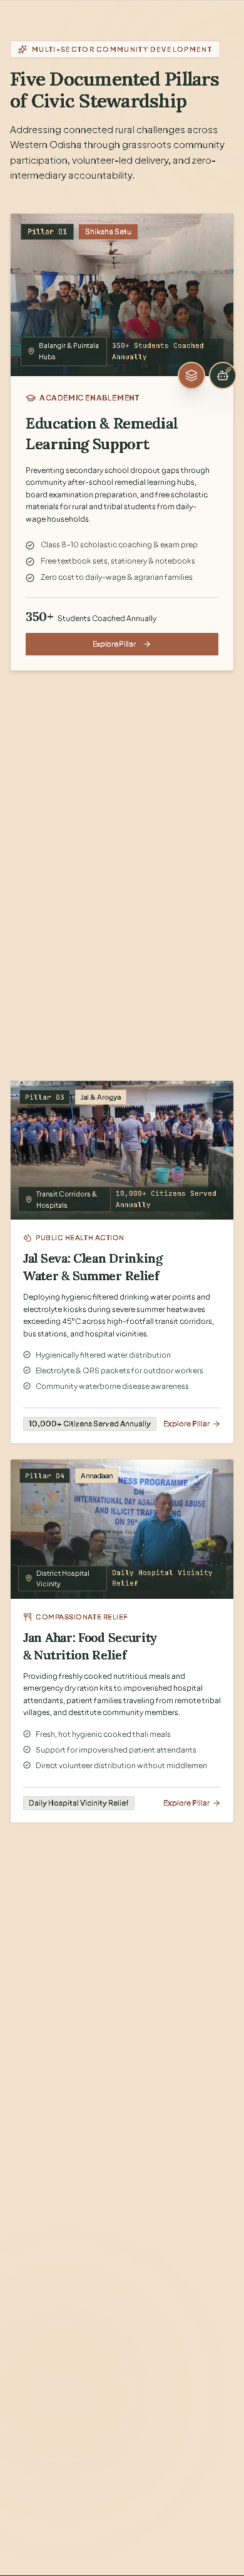 MULTI-SECTOR COMMUNITY DEVELOPMENT
Five Documented Pillars
of Civic Stewardship
Addressing connected rural challenges across
Western Odisha through grassroots community
participation, volunteer-led delivery, and zero-
intermediary accountability.
Pillar 01
Shiksha Setu
Balangir & Puintala
Hubs
350+ Students Coached
Annually
ACADEMIC ENABLEMENT
Education & Remedial
Learning Support
Preventing secondary school dropout gaps through
community after-school remedial learning hubs,
board examination preparation, and free scholastic
materials for rural and tribal students from daily-
wage households.
Class 8–10 scholastic coaching & exam prep
Free textbook sets, stationery & notebooks
Zero cost to daily-wage & agrarian families
350+ Students Coached Annually
Explore Pillar
Pillar 03
Jal & Arogya
Transit Corridors &
Hospitals
10,000+ Citizens Served
Annually
PUBLIC HEALTH ACTION
Jal Seva: Clean Drinking
Water & Summer Relief
Deploying hygienic filtered drinking water points and
electrolyte kiosks during severe summer heatwaves
exceeding 45°C across high-footfall transit corridors,
bus stations, and hospital vicinities.
Hygienically filtered water distribution
Electrolyte & ORS packets for outdoor workers
Community waterborne disease awareness
10,000+ Citizens Served Annually
Explore Pillar
Pillar 04
Annadaan
NESS PROGRAMME
ON
INTERNATIONAL DAY AGAINST DRUG ABUSE
AND ILLICIT TRAFFICKING
ON 26
District Hospital
Vicinity
Daily Hospital Vicinity
Relief
COMPASSIONATE RELIEF
Jan Ahar: Food Security
& Nutrition Relief
Providing freshly cooked nutritious meals and
emergency dry ration kits to impoverished hospital
attendants, patient families traveling from remote tribal
villages, and destitute community members.
Fresh, hot hygienic cooked thali meals
Support for impoverished patient attendants
Direct volunteer distribution without middlemen
Daily Hospital Vicinity Relief
Explore Pillar